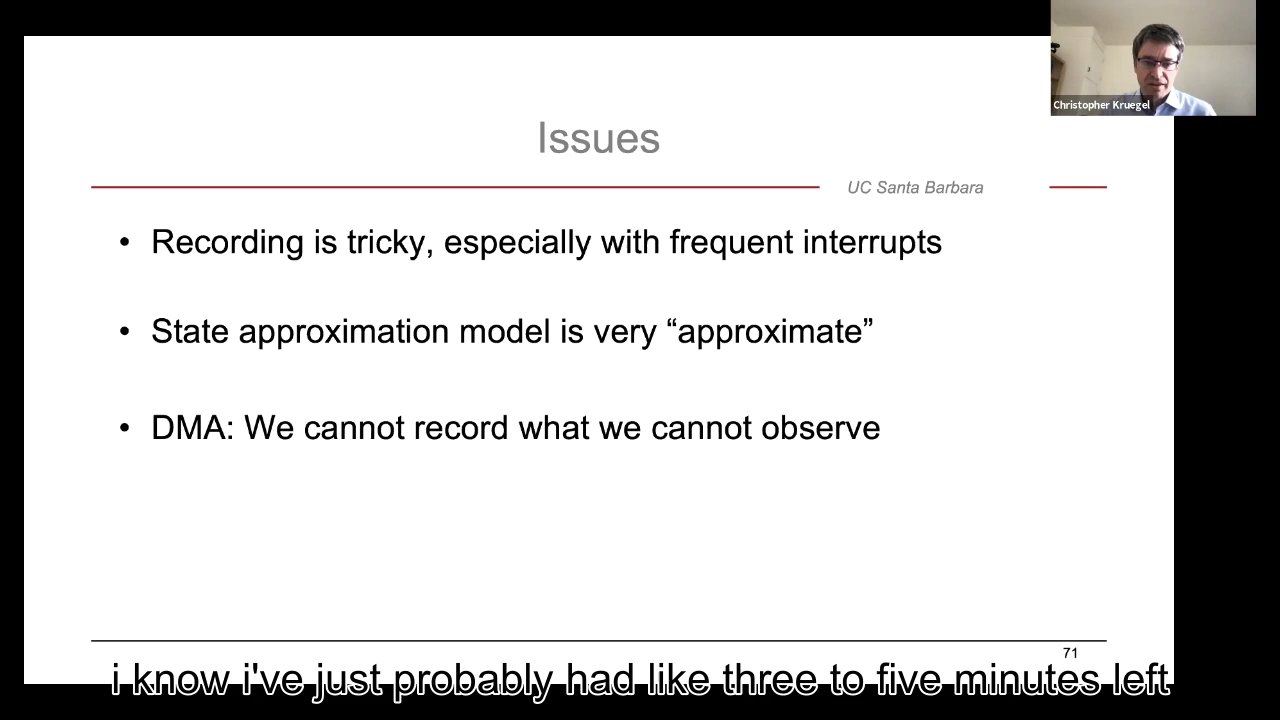 Christopher Kruegel
Issues
UC Santa Barbara
• Recording is tricky, especially with frequent interrupts
• State approximation model is very “approximate”
• DMA: We cannot record what we cannot observe
71
i know i've just probably had like three to five minutes left